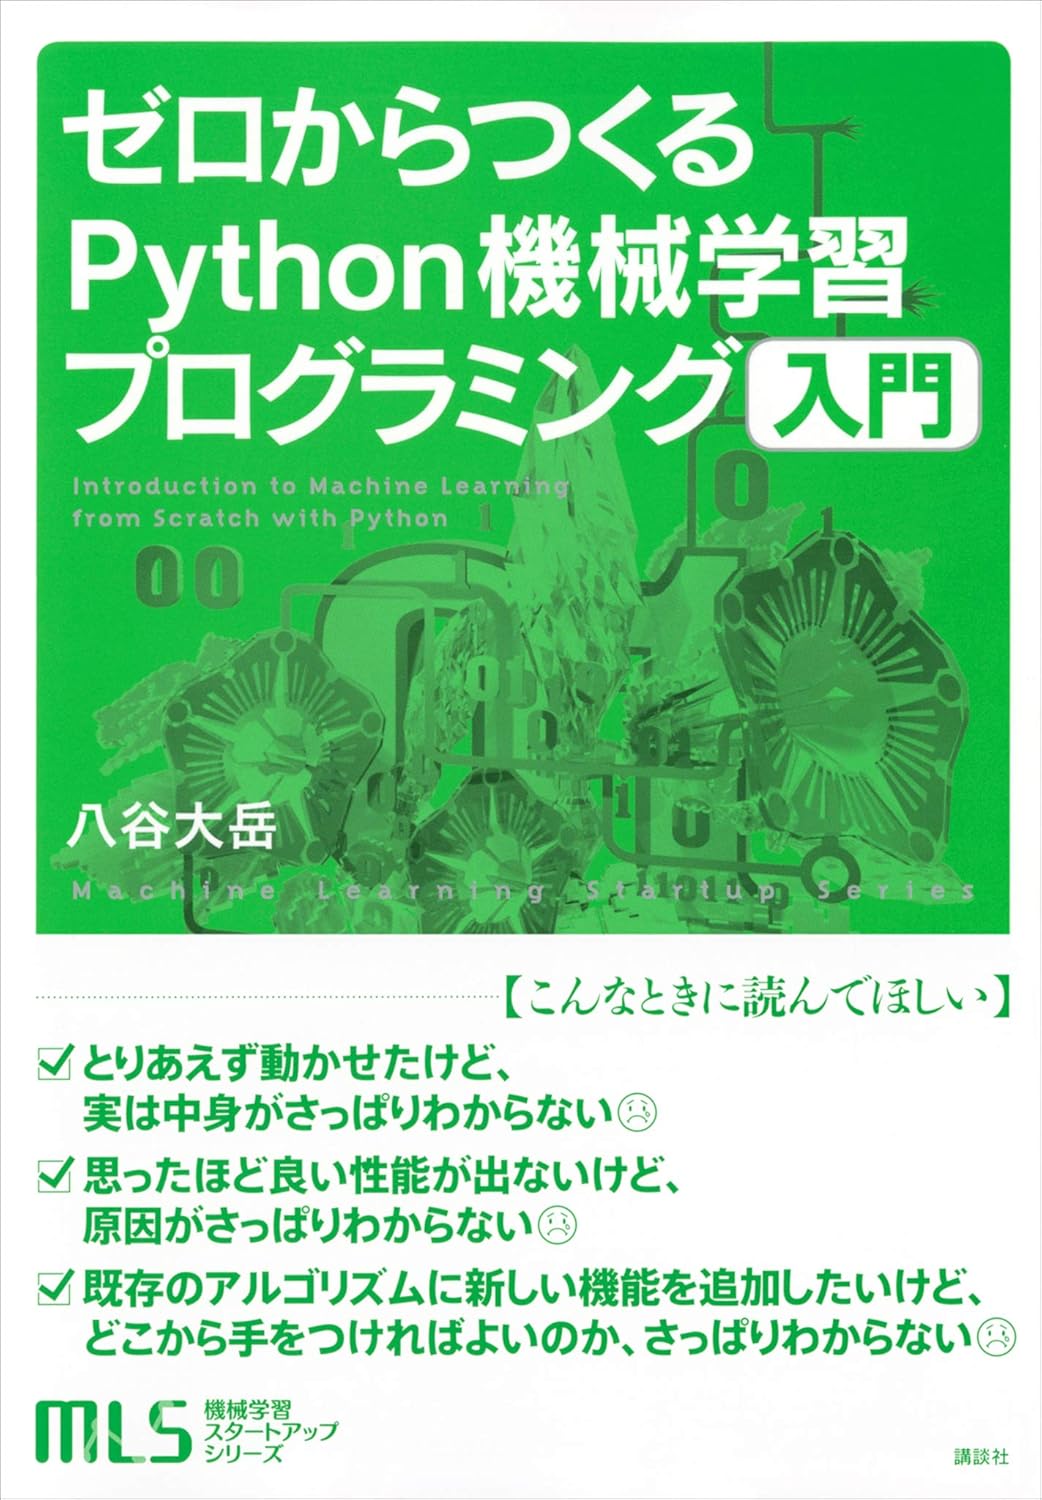 ゼロからつくる
Python機械学習
プログラミング入門
Introduction to Machine Learning
from Scratch with Python
1
1
0
1
00
010
0
01
10
0
八谷大岳
Machine Learning Startup Series
【こんなときに読んでほしい】
とりあえず動かせたけど、
実は中身がさっぱりわからない
思ったほど良い性能が出ないけど、
原因がさっぱりわからない
既存のアルゴリズムに新しい機能を追加したいけど、
どこから手をつければよいのか、さっぱりわからない
MLS
機械学習
スタートアップ
シリーズ
講談社